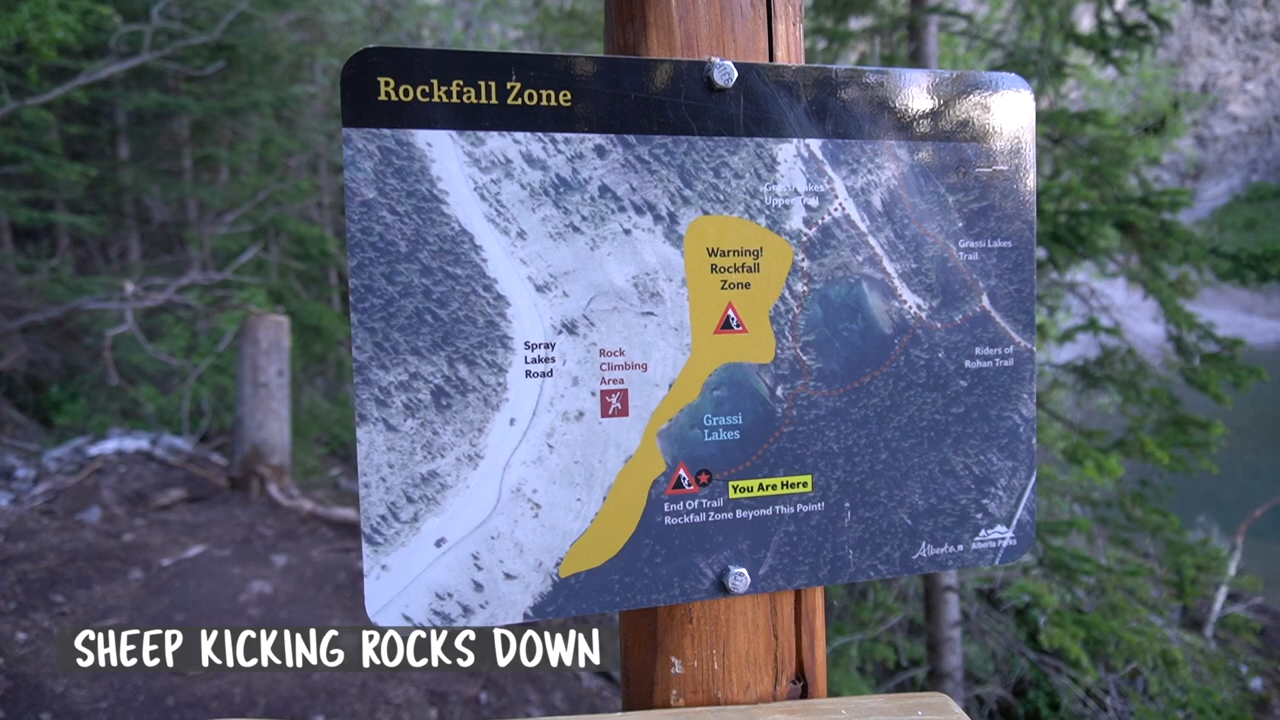 Rockfall Zone
Grassi Lakes
Upper Trail
Warning!
Rockfall
Zone
Grassi Lakes
Trail
Spray
Lakes
Road
Rock
Climbing
Area
Riders of
Rohan Trail
Grassi
Lakes
You Are Here
End Of Trail
Rockfall Zone Beyond This Point!
Alberta
Alberta Parks
SHEEP KICKING ROCKS DOWN